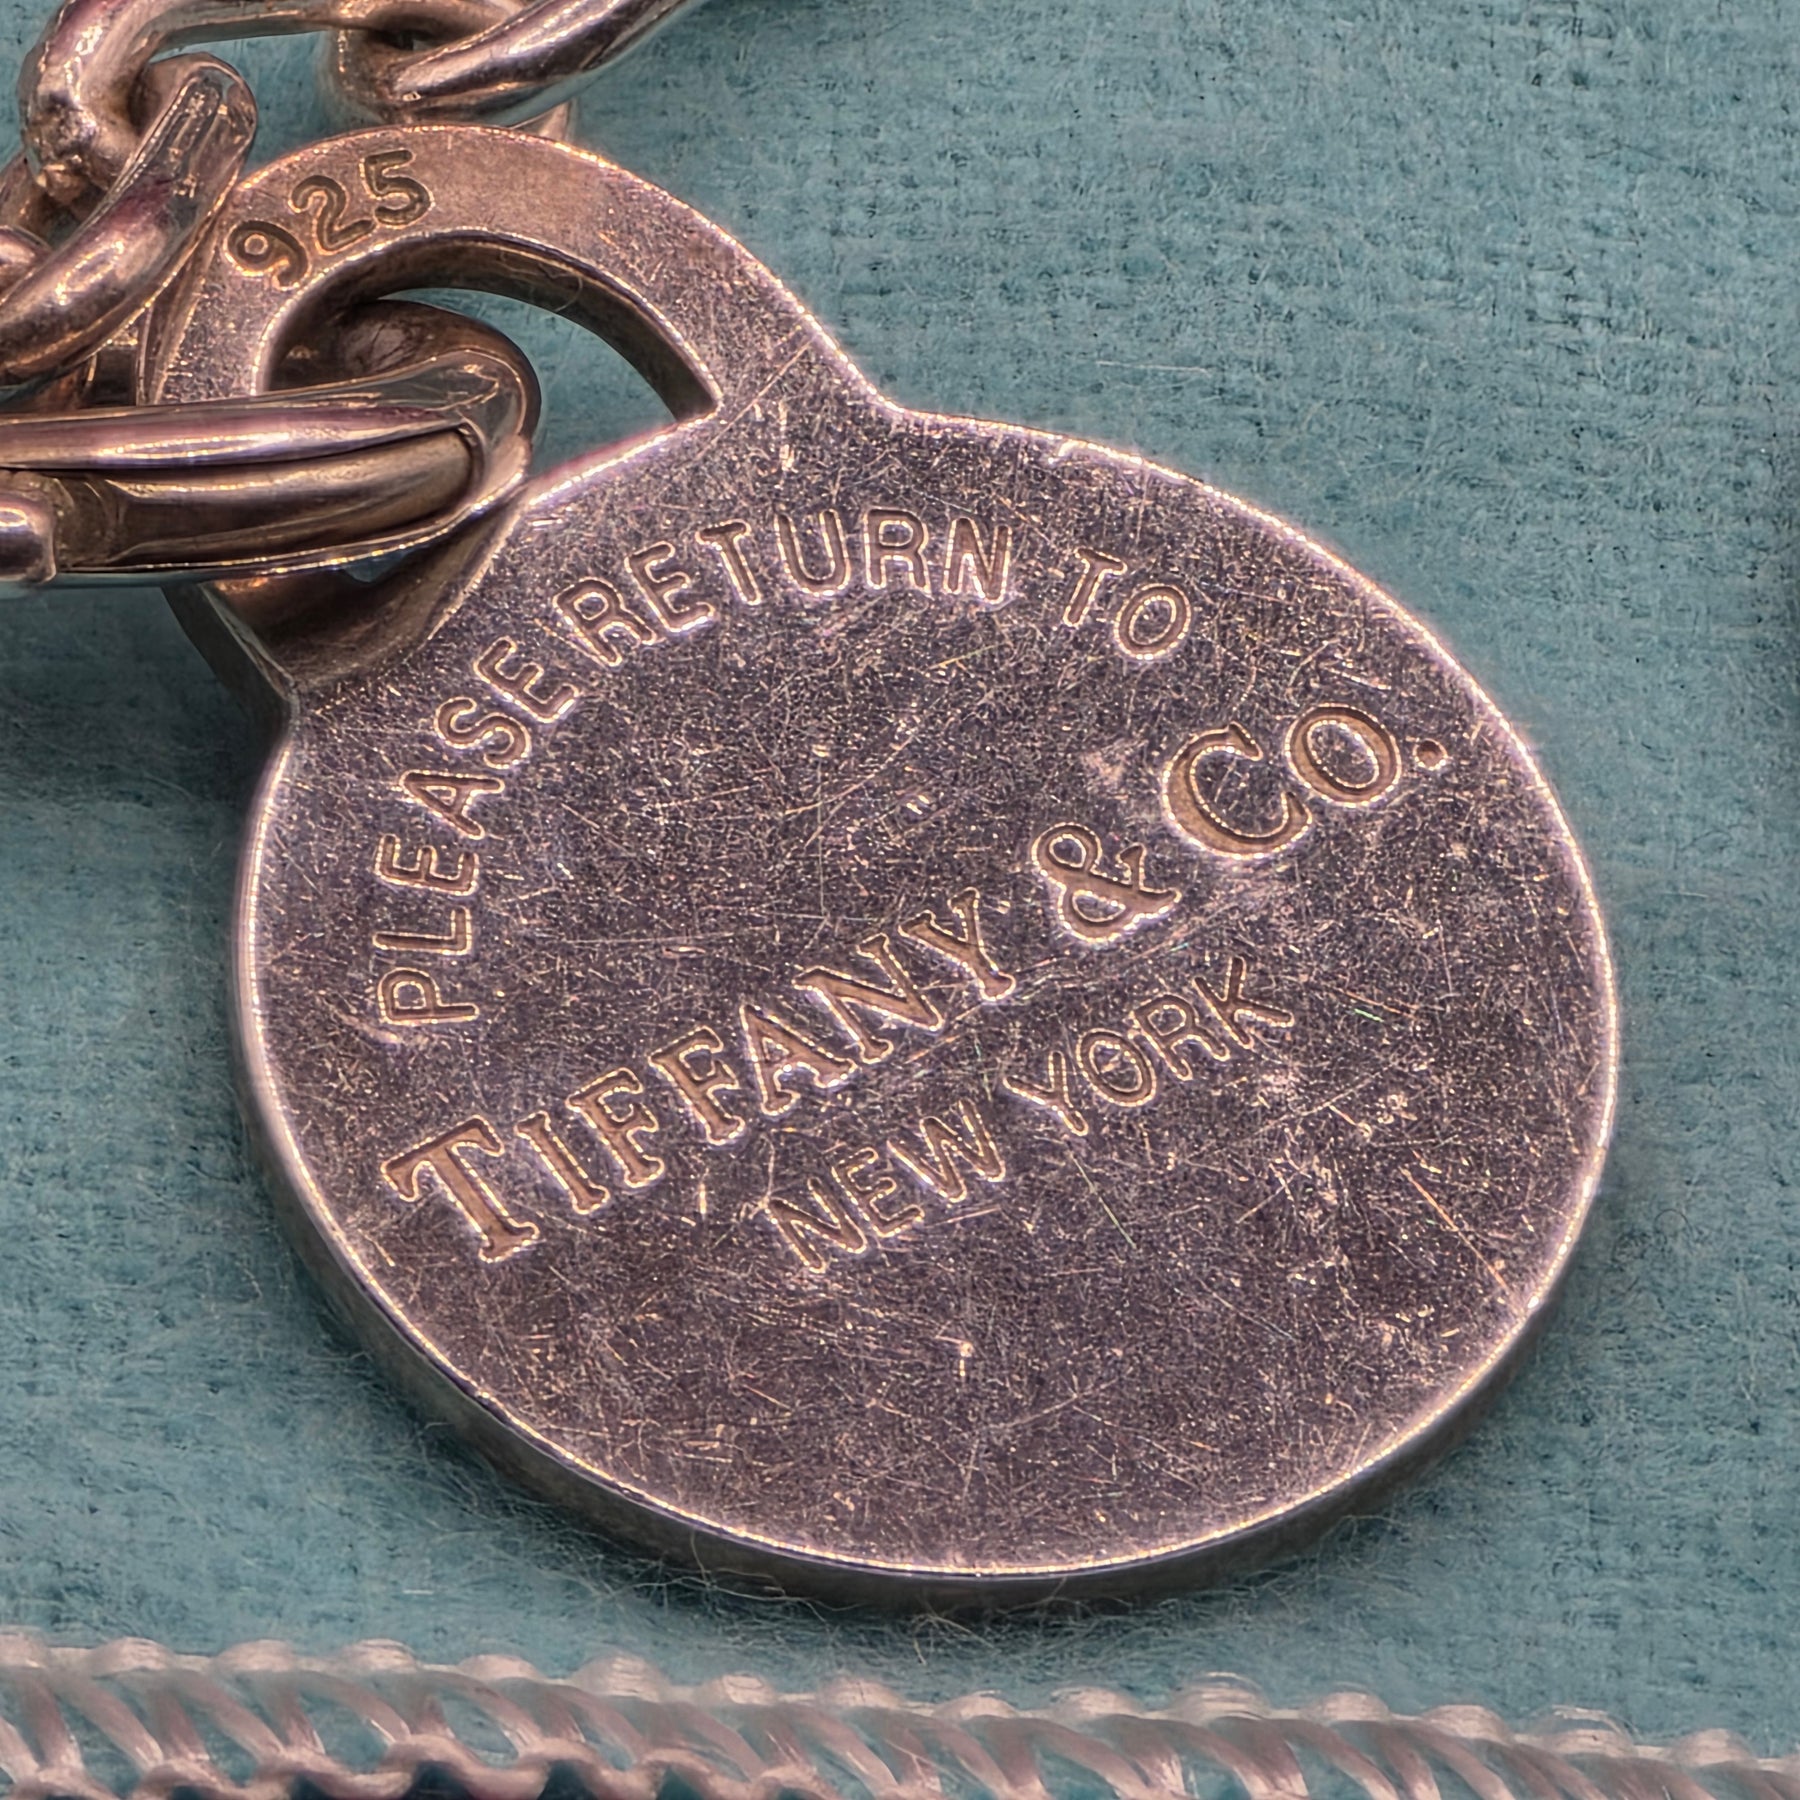 925
PLEASE RETURN TO
TIFFANY & CO.
NEW YORK